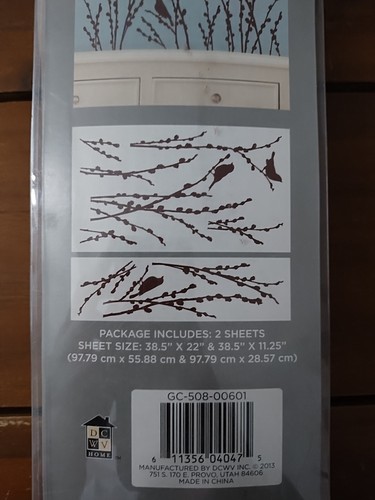 PACKAGE INCLUDES: 2 SHEETS
SHEET SIZE: 38.5" X 22" & 38.5" X 11.25"
(97.79 cm x 55.88 cm & 97.79 cm x 28.57 cm)
GC-508-00601
6 11356 04047 5
DCWV
HOME
™
MANUFACTURED BY DCWV INC. © 2013
751 S. 170 E. PROVO, UTAH 84606
MADE IN CHINA